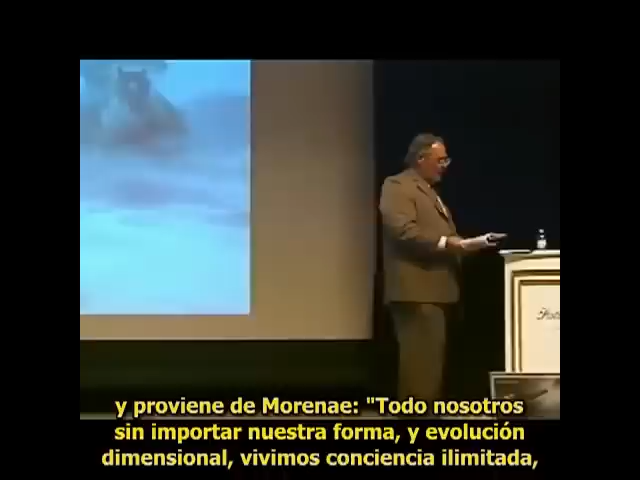 y proviene de Morenae: "Todo nosotros
sin importar nuestra forma, y evolución
dimensional, vivimos conciencia ilimitada,